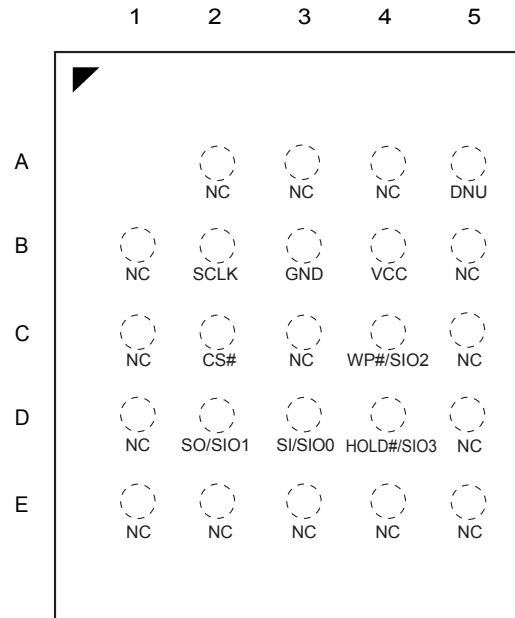 1 2 3 4 5
A
NC NC NC DNU
B
NC SCLK GND VCC NC
C
NC CS# NC WP#/SIO2 NC
D
NC SO/SIO1 SI/SIO0 HOLD#/SIO3 NC
E
NC NC NC NC NC